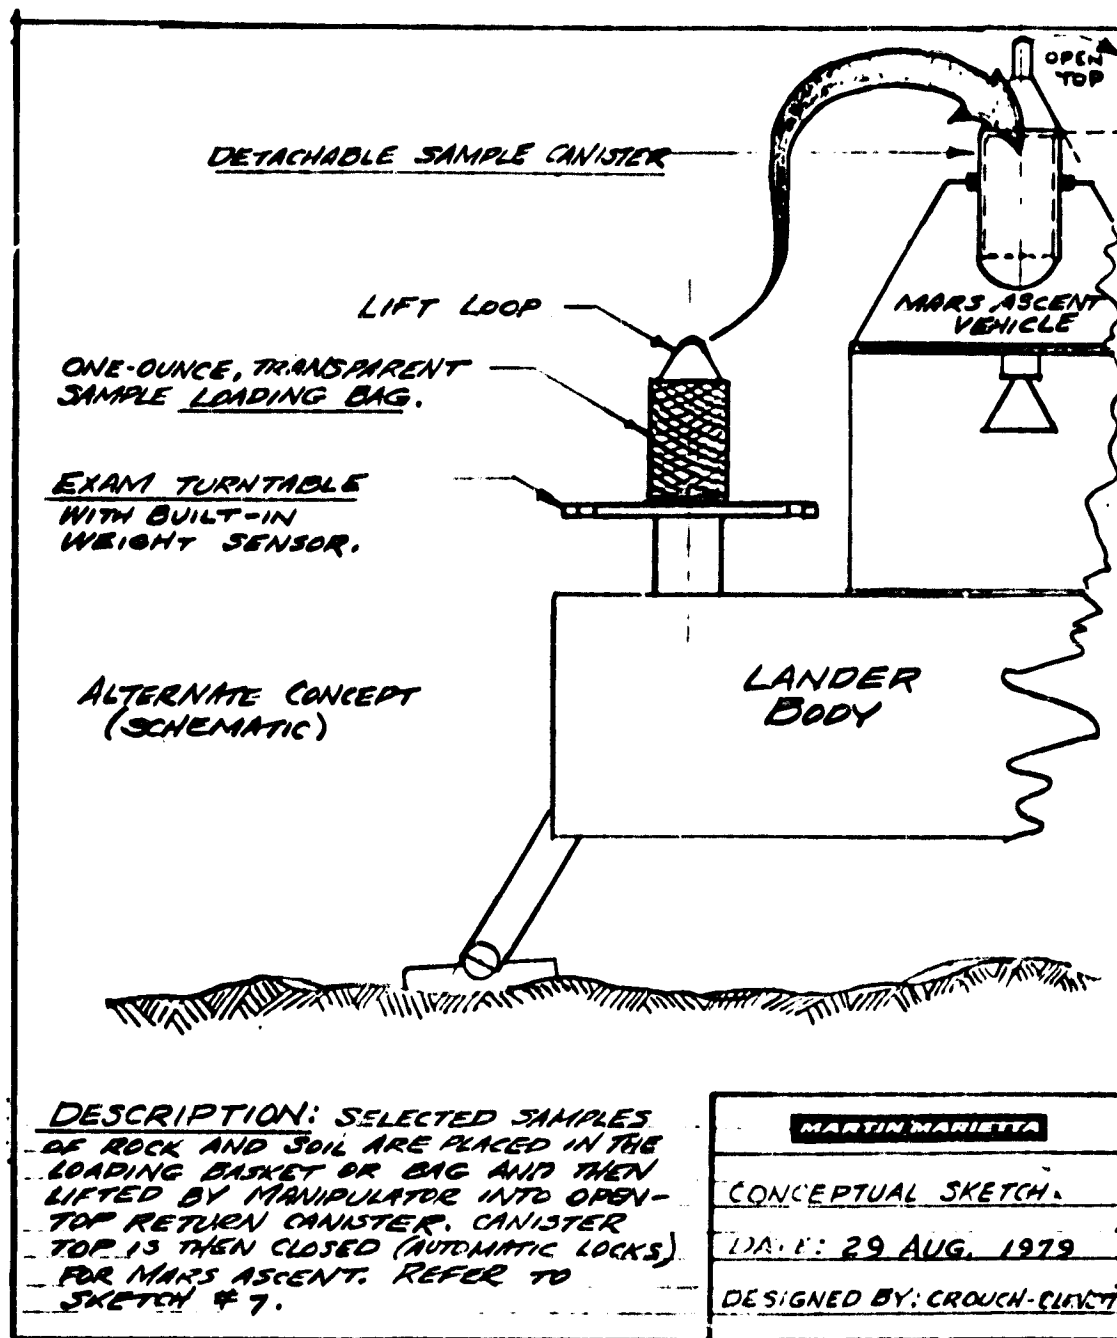 OPEN
TOP
DETACHABLE SAMPLE CANISTER
LIFT LOOP
MARS ASCENT
VEHICLE
ONE-OUNCE, TRANSPARENT
SAMPLE LOADING BAG.
EXAM TURNTABLE
WITH BUILT-IN
WEIGHT SENSOR.
ALTERNATE CONCEPT
(SCHEMATIC)
LANDER
BODY
DESCRIPTION: SELECTED SAMPLES
OF ROCK AND SOIL ARE PLACED IN THE
LOADING BASKET OR BAG AND THEN
LIFTED BY MANIPULATOR INTO OPEN-
TOP RETURN CANISTER. CANISTER
TOP IS THEN CLOSED (AUTOMATIC LOCKS)
FOR MARS ASCENT. REFER TO
SKETCH #7.
MARTIN MARIETTA
CONCEPTUAL SKETCH.
DATE: 29 AUG. 1979
DESIGNED BY: CROUCH-